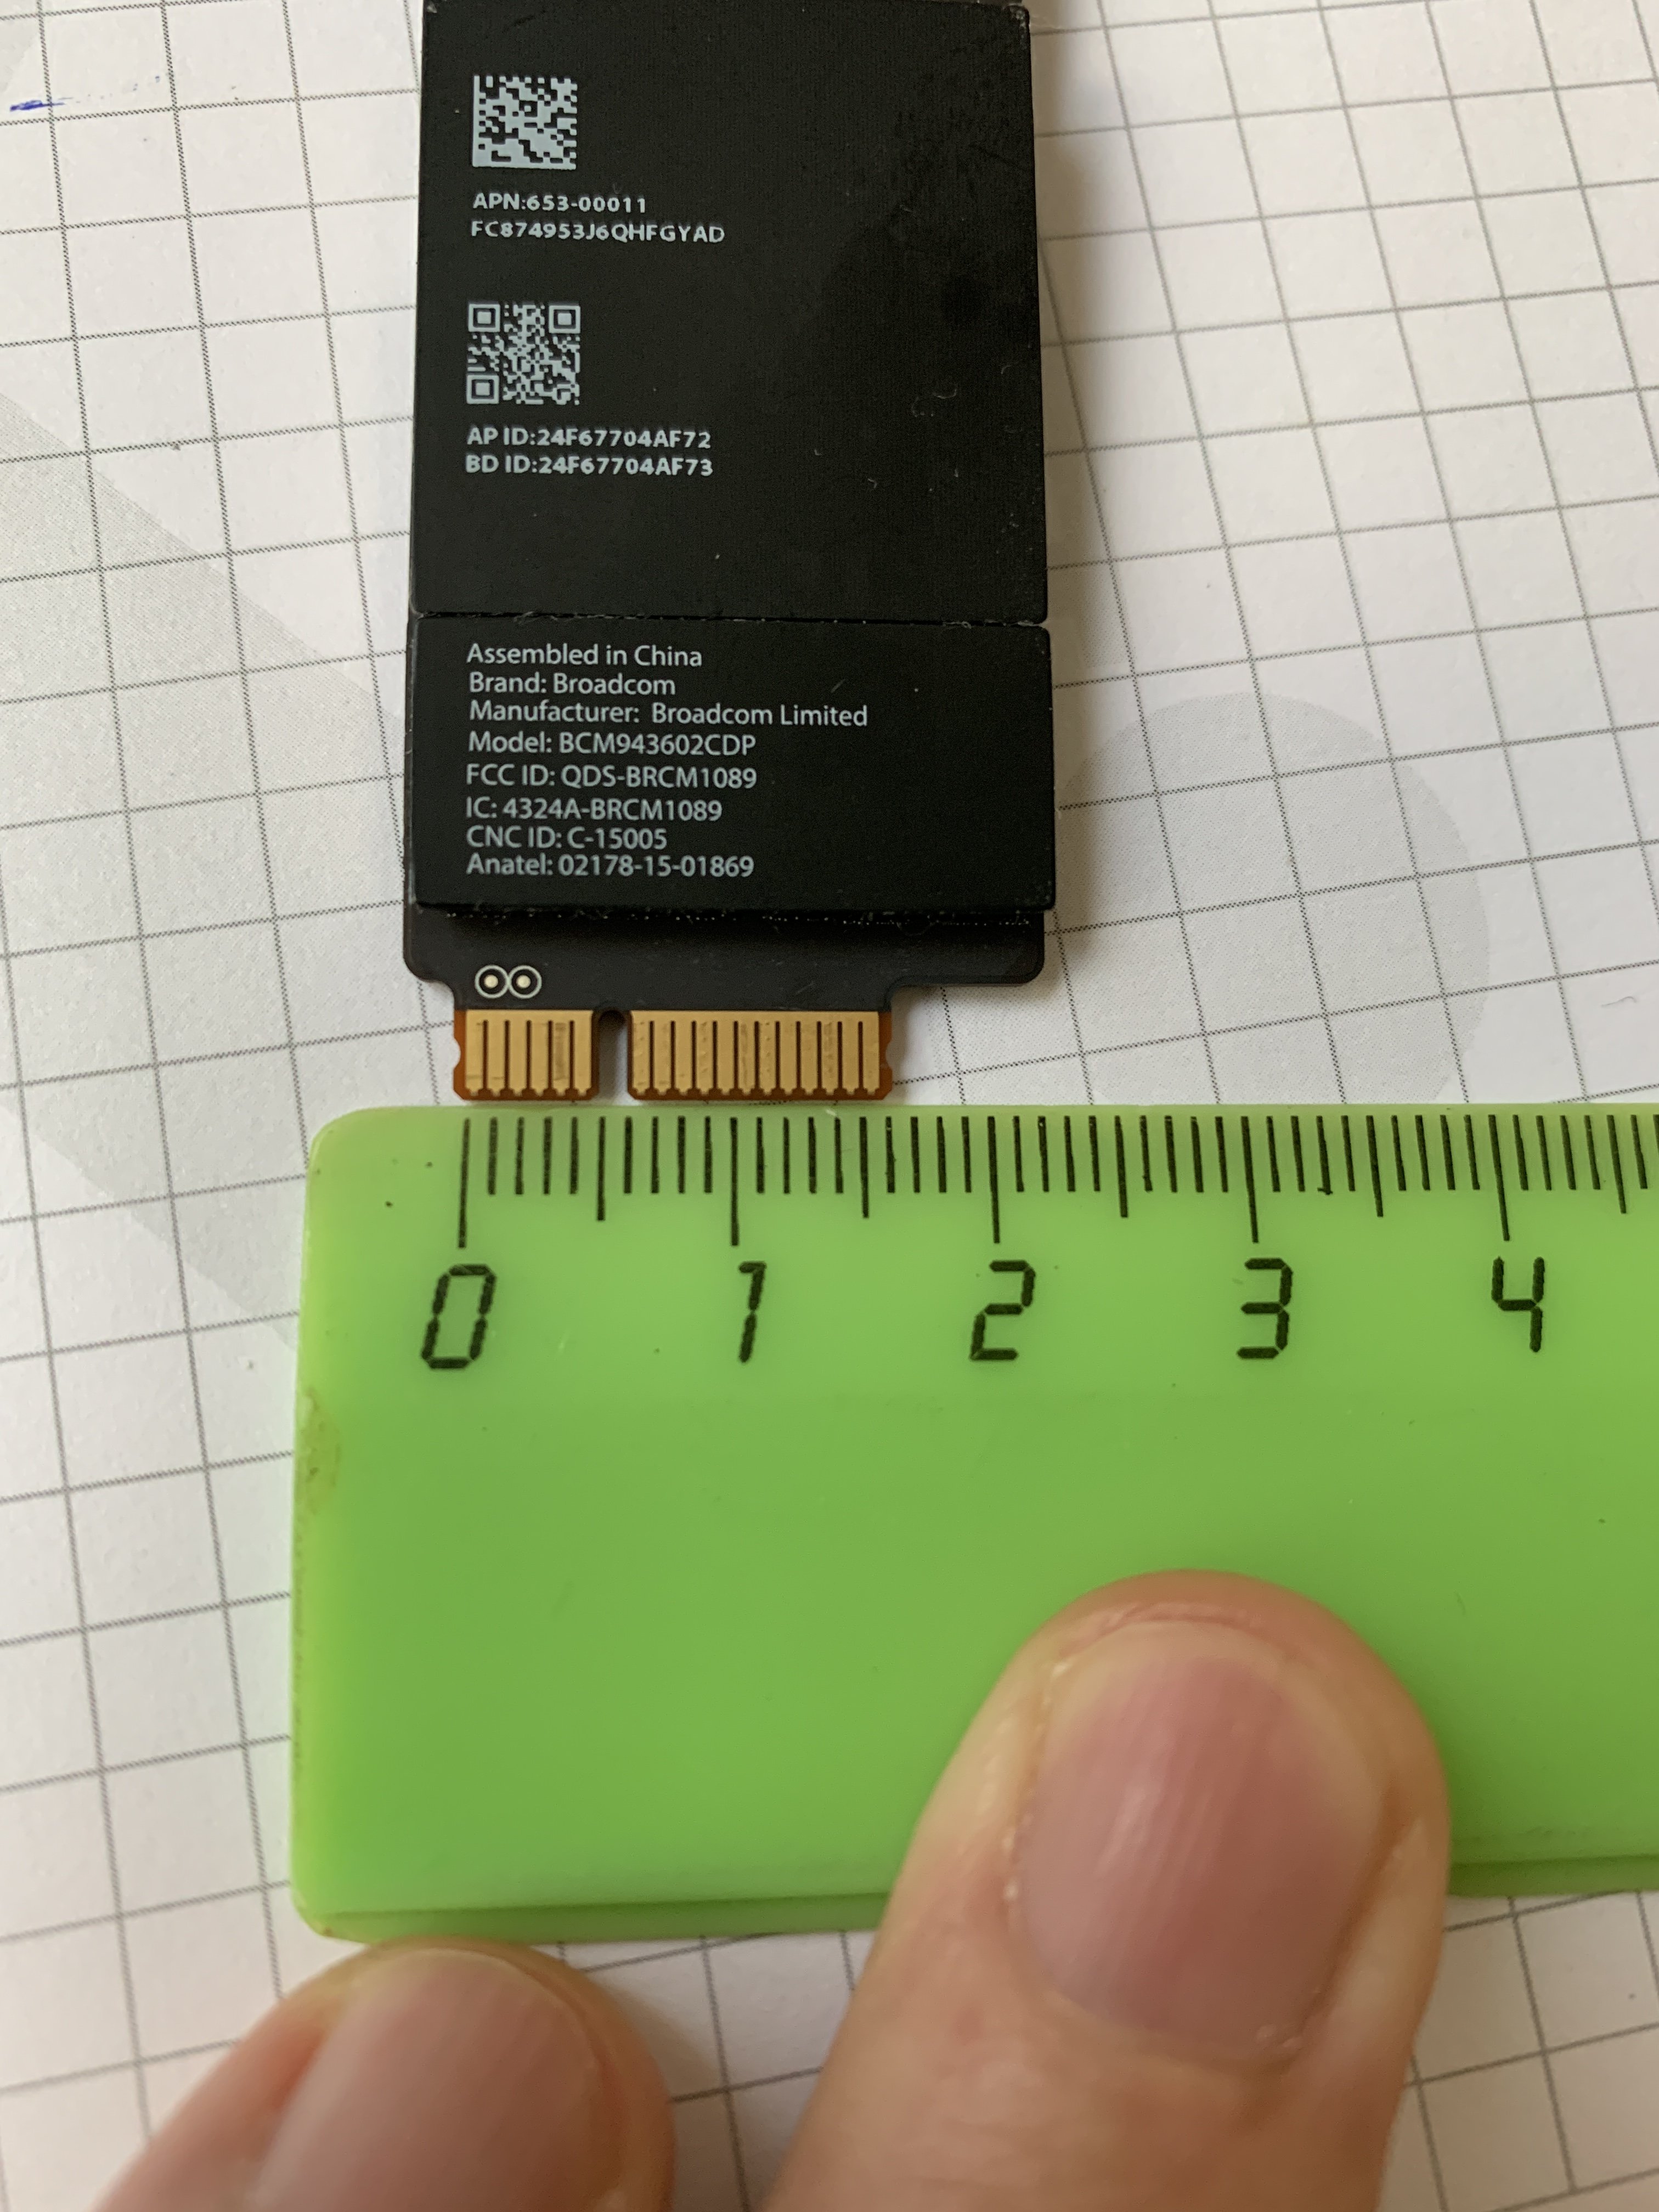 APN:653-00011
FC874953J6QHFGYAD
AP ID:24F67704AF72
BD ID:24F67704AF73
Assembled in China
Brand: Broadcom
Manufacturer: Broadcom Limited
Model: BCM943602CDP
FCC ID: QDS-BRCM1089
IC: 4324A-BRCM1089
CNC ID: C-15005
Anatel: 02178-15-01869
0 1 2 3 4